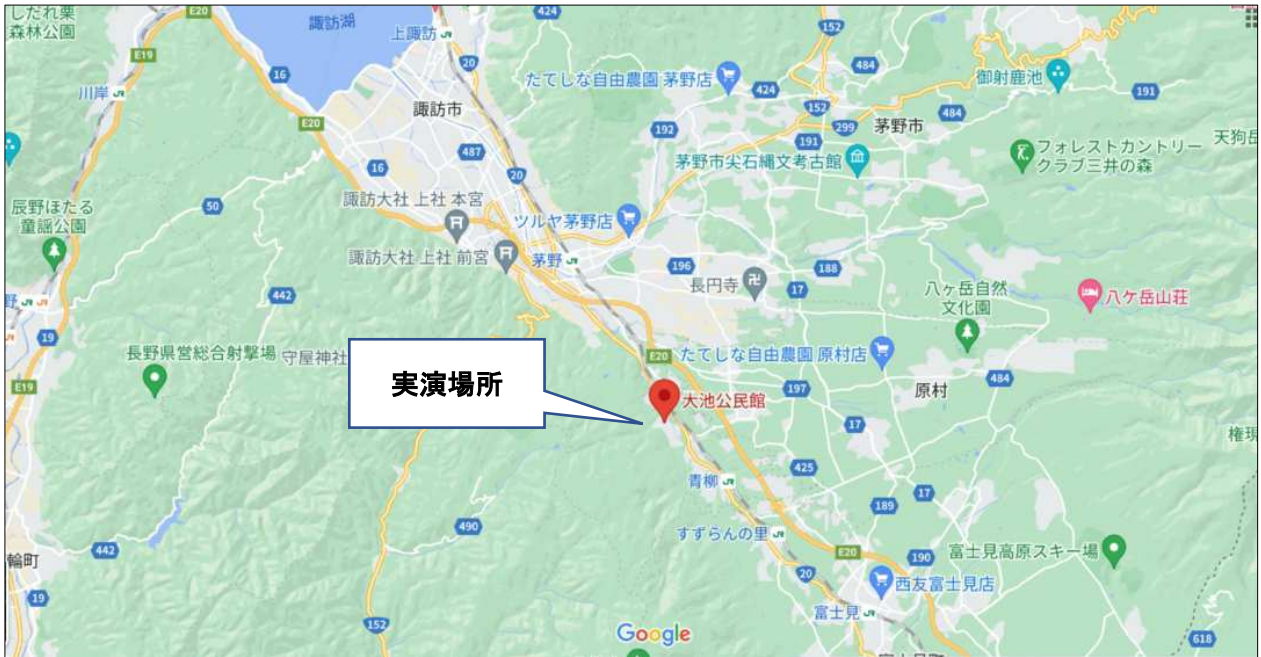 しだれ栗
森林公園
E20
諏訪湖
上諏訪
424
152
E19
16
20
484
たてしな自由農園 茅野店
424
御射鹿池
191
川岸
諏訪市
E20
152
484
192
299
茅野市
191
天狗岳
フォレストカントリー
クラブ三井の森
487
茅野市尖石縄文考古館
16
20
諏訪大社 上社 本宮
50
辰野ほたる
童謡公園
ツルヤ茅野店
諏訪大社 上社 前宮
茅野
196
188
長円寺
17
442
八ヶ岳自然
文化園
八ケ岳山荘
19
長野県営総合射撃場
守屋神社
E20
たてしな自由農園 原村店
E19
実演場所
484
197
原村
大池公民館
17
権現
425
青柳
17
189
490
すずらんの里
442
輪町
E20
190
富士見高原スキー場
20
西友富士見店
19
富士見
152
Google
618